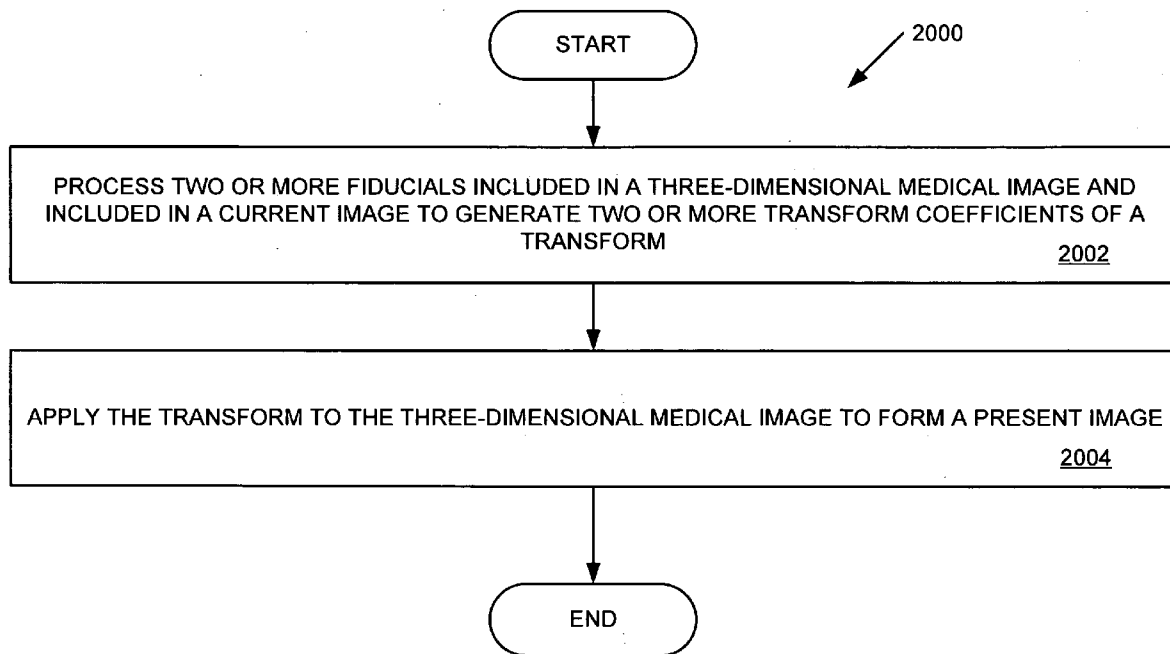 START
2000
PROCESS TWO OR MORE FIDUCIALS INCLUDED IN A THREE-DIMENSIONAL MEDICAL IMAGE AND
INCLUDED IN A CURRENT IMAGE TO GENERATE TWO OR MORE TRANSFORM COEFFICIENTS OF A
TRANSFORM
2002
APPLY THE TRANSFORM TO THE THREE-DIMENSIONAL MEDICAL IMAGE TO FORM A PRESENT IMAGE
2004
END